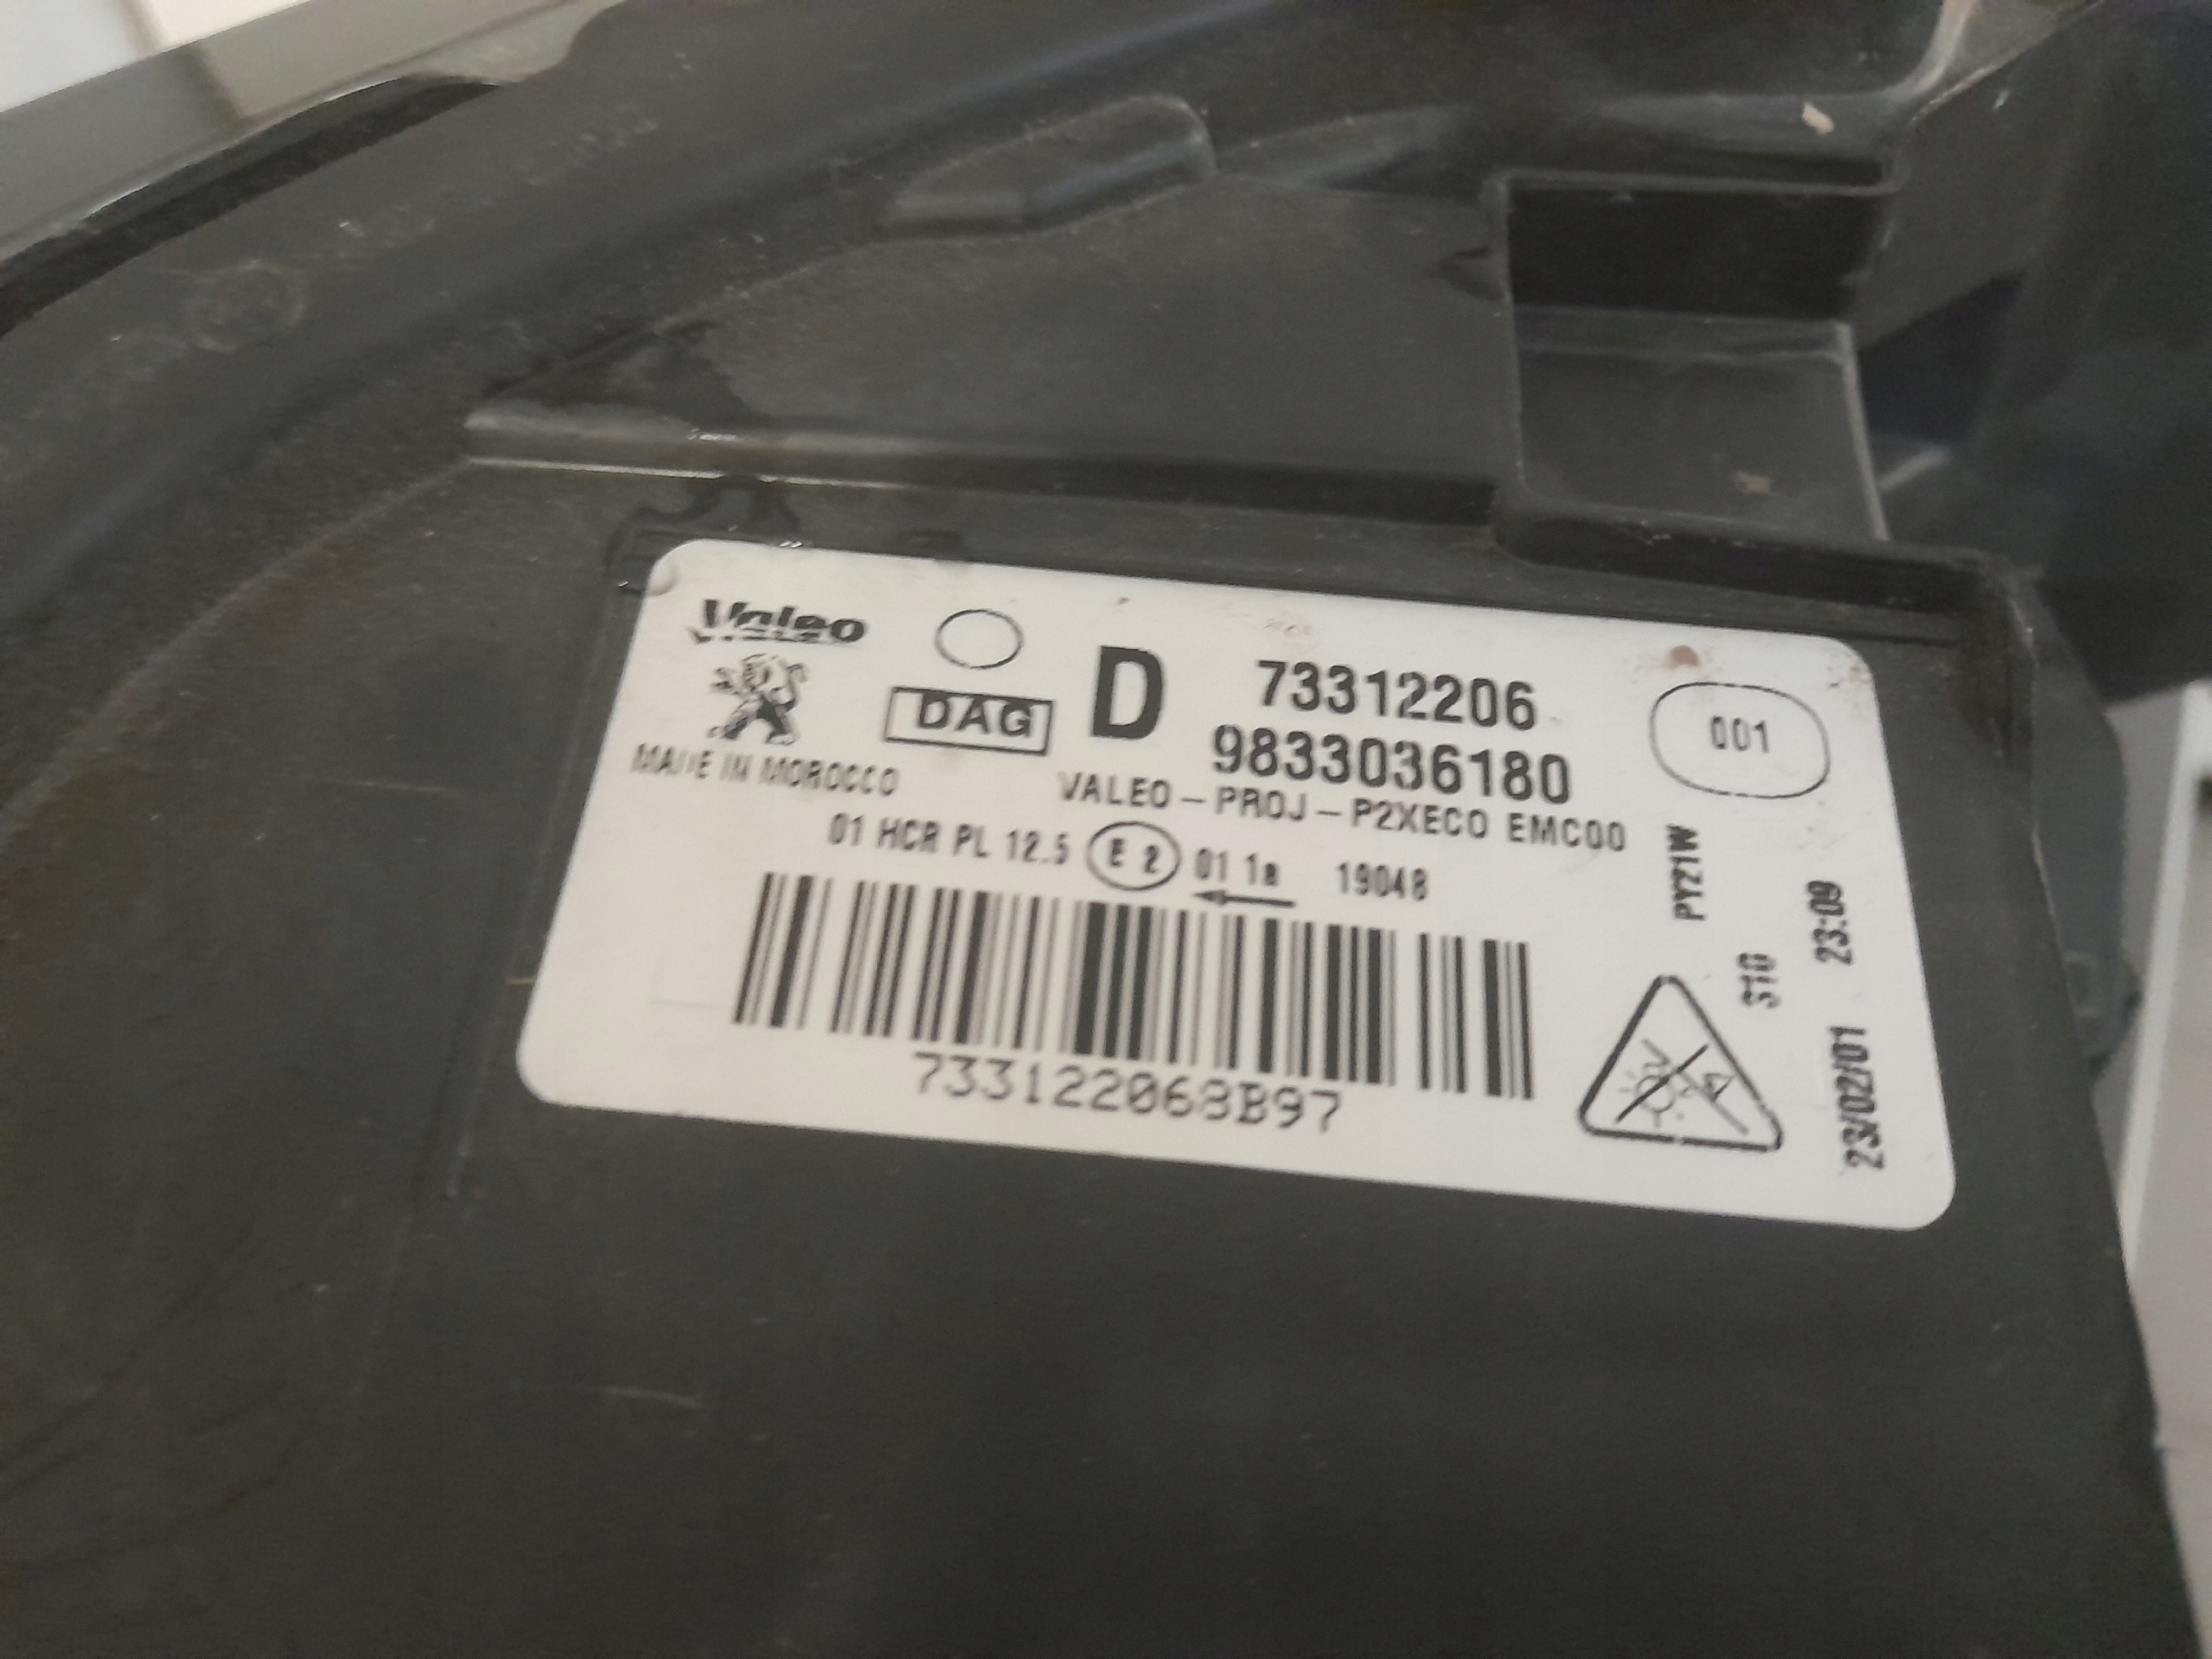 Valeo
DAG
MADE IN MOROCCO
D
73312206
9833036180
001
VALEO - PROJ - P2XECO EMC00
01 HCR PL 12.5 E 2 01 1a 19048
733122068B97
PY21W
S10
23/02/01 23:09